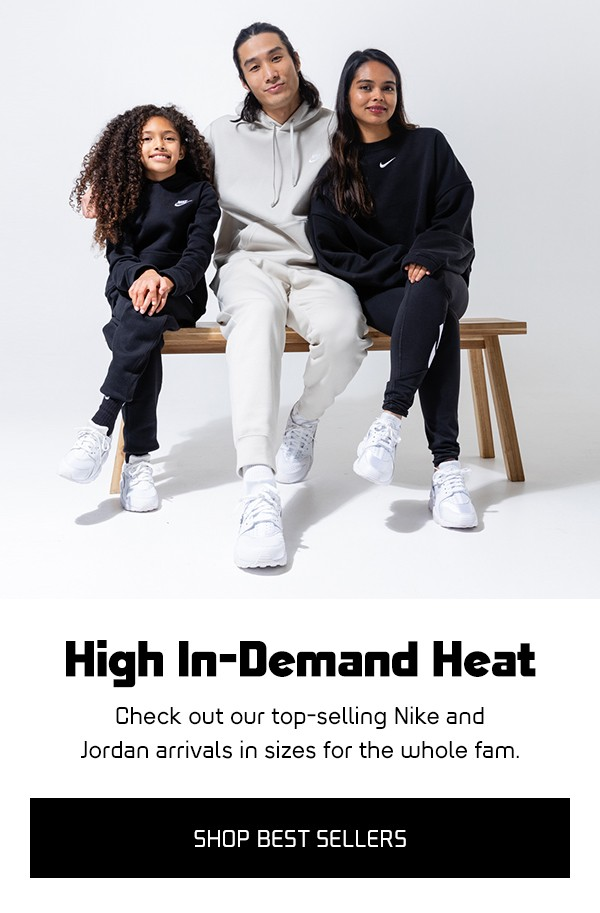 High In-Demand Heat
Check out our top-selling Nike and
Jordan arrivals in sizes for the whole fam.
SHOP BEST SELLERS